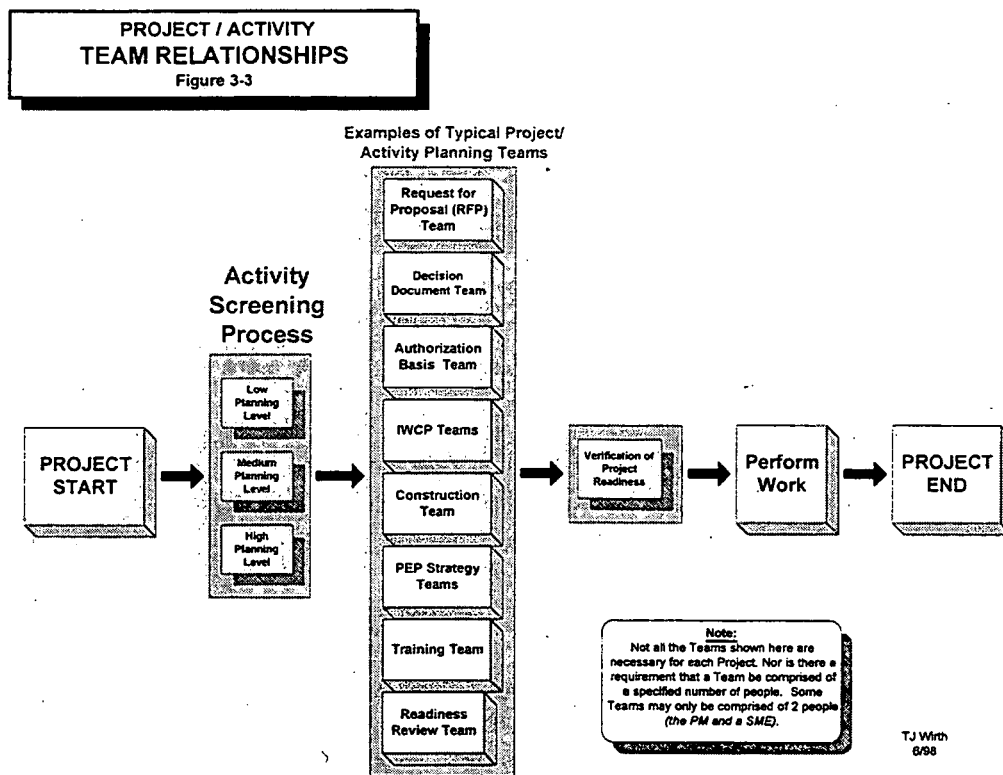 PROJECT / ACTIVITY
TEAM RELATIONSHIPS
Figure 3-3
Examples of Typical Project/
Activity Planning Teams
Request for
Proposal (RFP)
Team
Decision
Document Team
Authorization
Basis Team
IWCP Teams
Construction
Team
PEP Strategy
Teams
Training Team
Readiness
Review Team
Activity
Screening
Process
Low
Planning
Level
Medium
Planning
Level
High
Planning
Level
PROJECT
START
Verification of
Project
Readiness
Perform
Work
PROJECT
END
Note:
Not all the Teams shown here are
necessary for each Project. Nor is there a
requirement that a Team be comprised of
a specified number of people. Some
Teams may only be comprised of 2 people
(the PM and a SME).
TJ Wirth
6/98